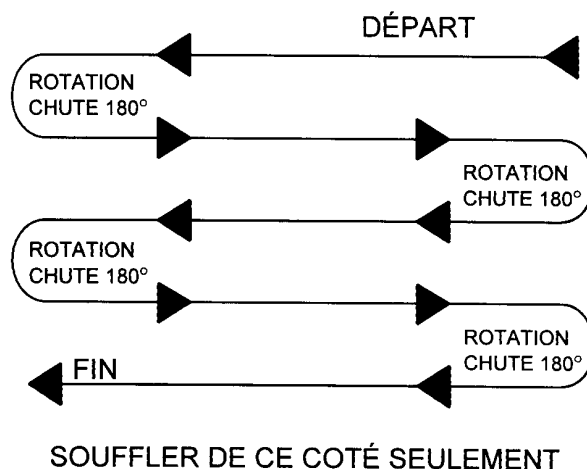 DÉPART
ROTATION
CHUTE 180°
ROTATION
CHUTE 180°
ROTATION
CHUTE 180°
ROTATION
CHUTE 180°
FIN
SOUFFLER DE CE COTÉ SEULEMENT